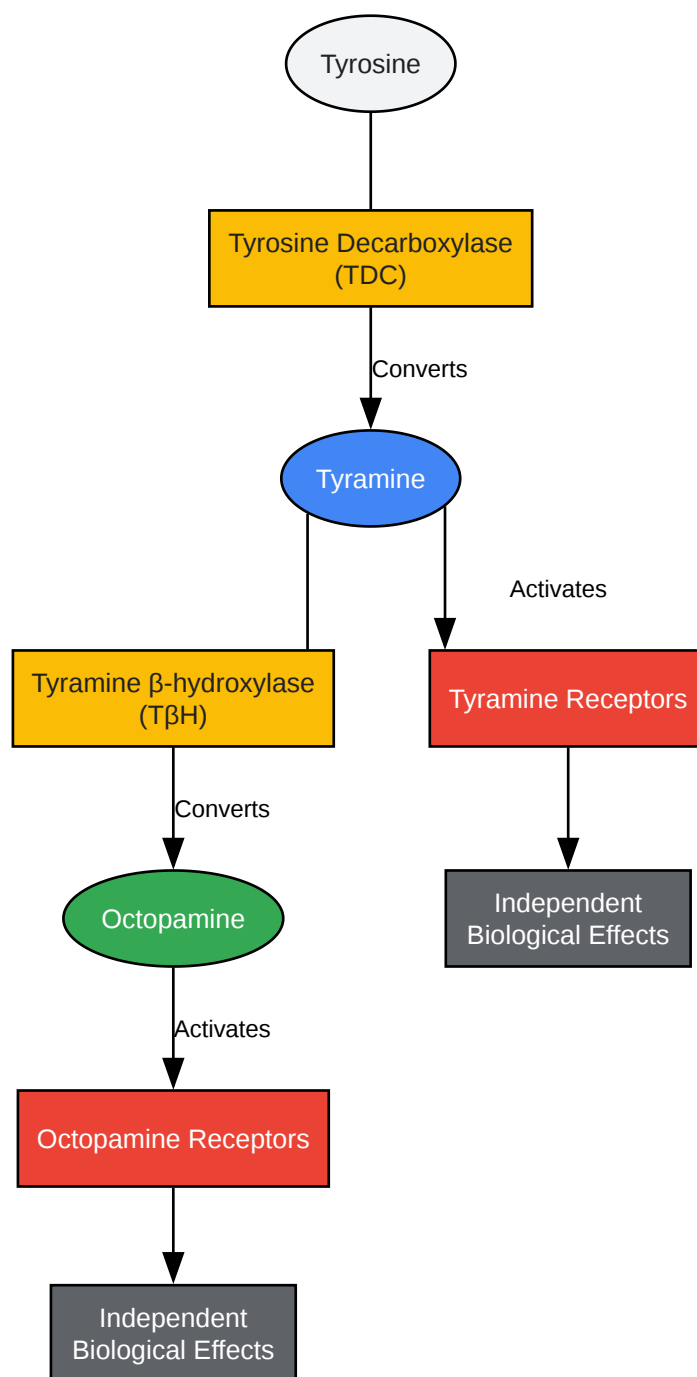 Tyrosine
Tyrosine Decarboxylase
(TDC)
Converts
Tyramine
Activates
Tyramine β-hydroxylase
(TβH)
Tyramine Receptors
Converts
Octopamine
Independent
Biological Effects
Activates
Octopamine Receptors
Independent
Biological Effects